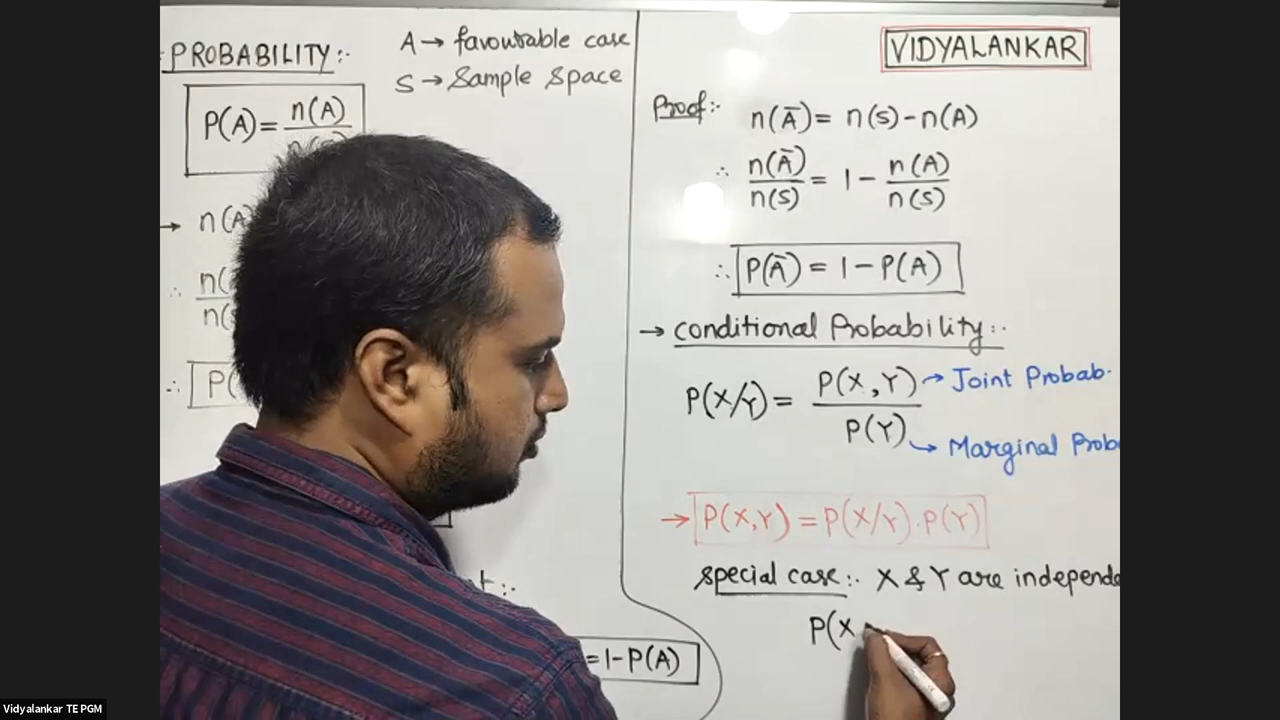 PROBABILITY:-
A → favourable case
S → Sample Space
P(A) = n(A)
→ n(A
∴ n(
n(
∴ P(
t:-
= 1-P(A)
VIDYALANKAR
Proof:- n(Ā) = n(S) - n(A)
∴ n(Ā)/n(S) = 1 - n(A)/n(S)
∴ P(Ā) = 1 - P(A)
→ conditional Probability:-
P(X/Y) = P(X,Y)/P(Y)
→ Joint Probab.
→ Marginal Prob
→ P(X,Y) = P(X/Y).P(Y)
special case:- X & Y are independe
P(X
Vidyalankar TE PGM